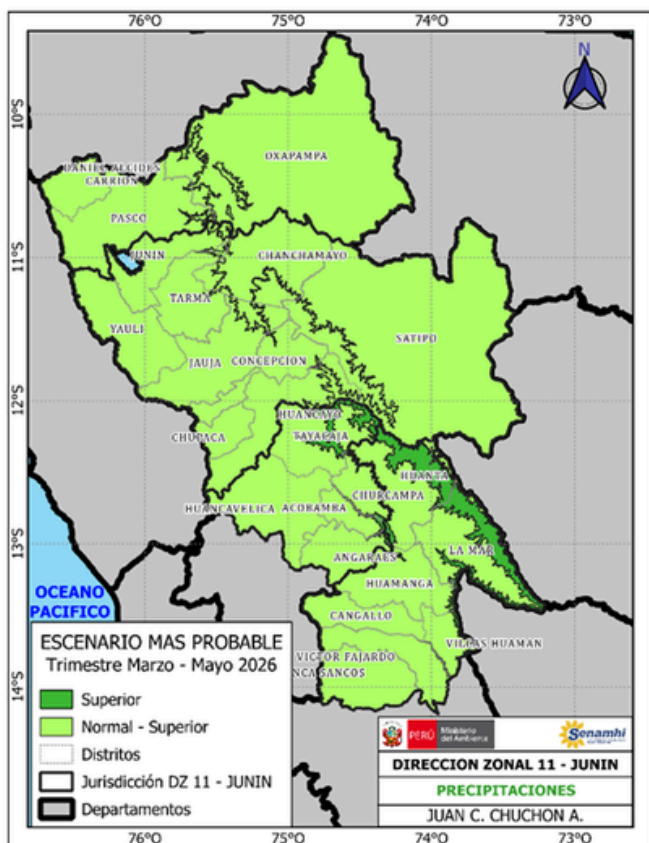 76°O 75°O 74°O 73°O
N
10°S
11°S
12°S
13°S
14°S
OXAPAMPA
DANIEL ALCIDES
CARRION
PASCO
JUNIN
CHANCHAMAYO
TARMA
YAULI
SATIPO
JAUJA
CONCEPCION
HUANCAYO
CHUPACA
TAYACAJA
HUANTA
CHURCAMPA
HUANCAVELICA
ACOBAMBA
LA MAR
ANGARAES
HUAMANGA
CANGALLO
VILCAS HUAMAN
VICTOR FAJARDO
NCA SANCOS
OCEANO
PACIFICO
ESCENARIO MAS PROBABLE
Trimestre Marzo - Mayo 2026
Superior
Normal - Superior
Distritos
Jurisdicción DZ 11 - JUNIN
Departamentos
PERÚ
Ministerio
del Ambiente
Senamhi
DIRECCION ZONAL 11 - JUNIN
PRECIPITACIONES
JUAN C. CHUCHON A.
76°O 75°O 74°O 73°O